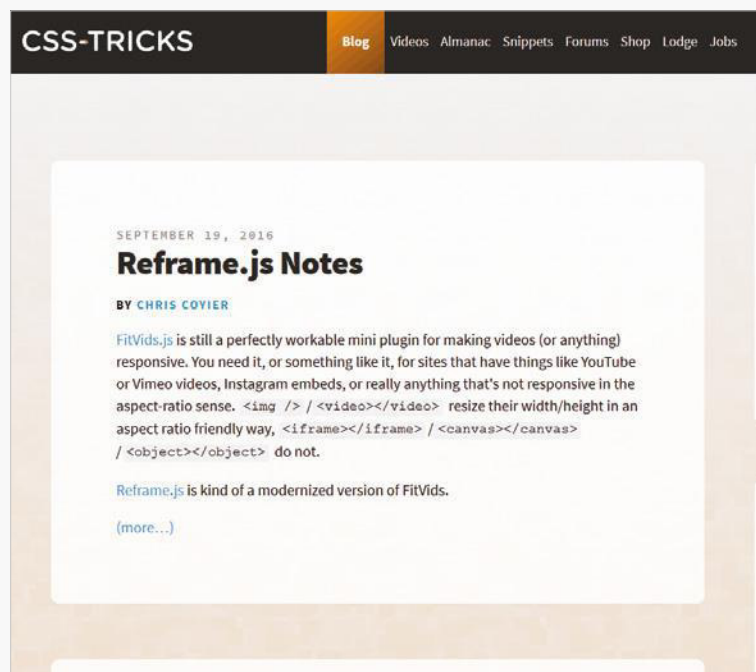 CSS-TRICKS
Blog Videos Almanac Snippets Forums Shop Lodge Jobs
SEPTEMBER 19, 2016
Reframe.js Notes
BY CHRIS COYIER
FitVids.js is still a perfectly workable mini plugin for making videos (or anything)
responsive. You need it, or something like it, for sites that have things like YouTube
or Vimeo videos, Instagram embeds, or really anything that's not responsive in the
aspect-ratio sense. <img /> / <video></video> resize their width/height in an
aspect ratio friendly way, <iframe></iframe> / <canvas></canvas>
/ <object></object> do not.
Reframe.js is kind of a modernized version of FitVids.
(more…)